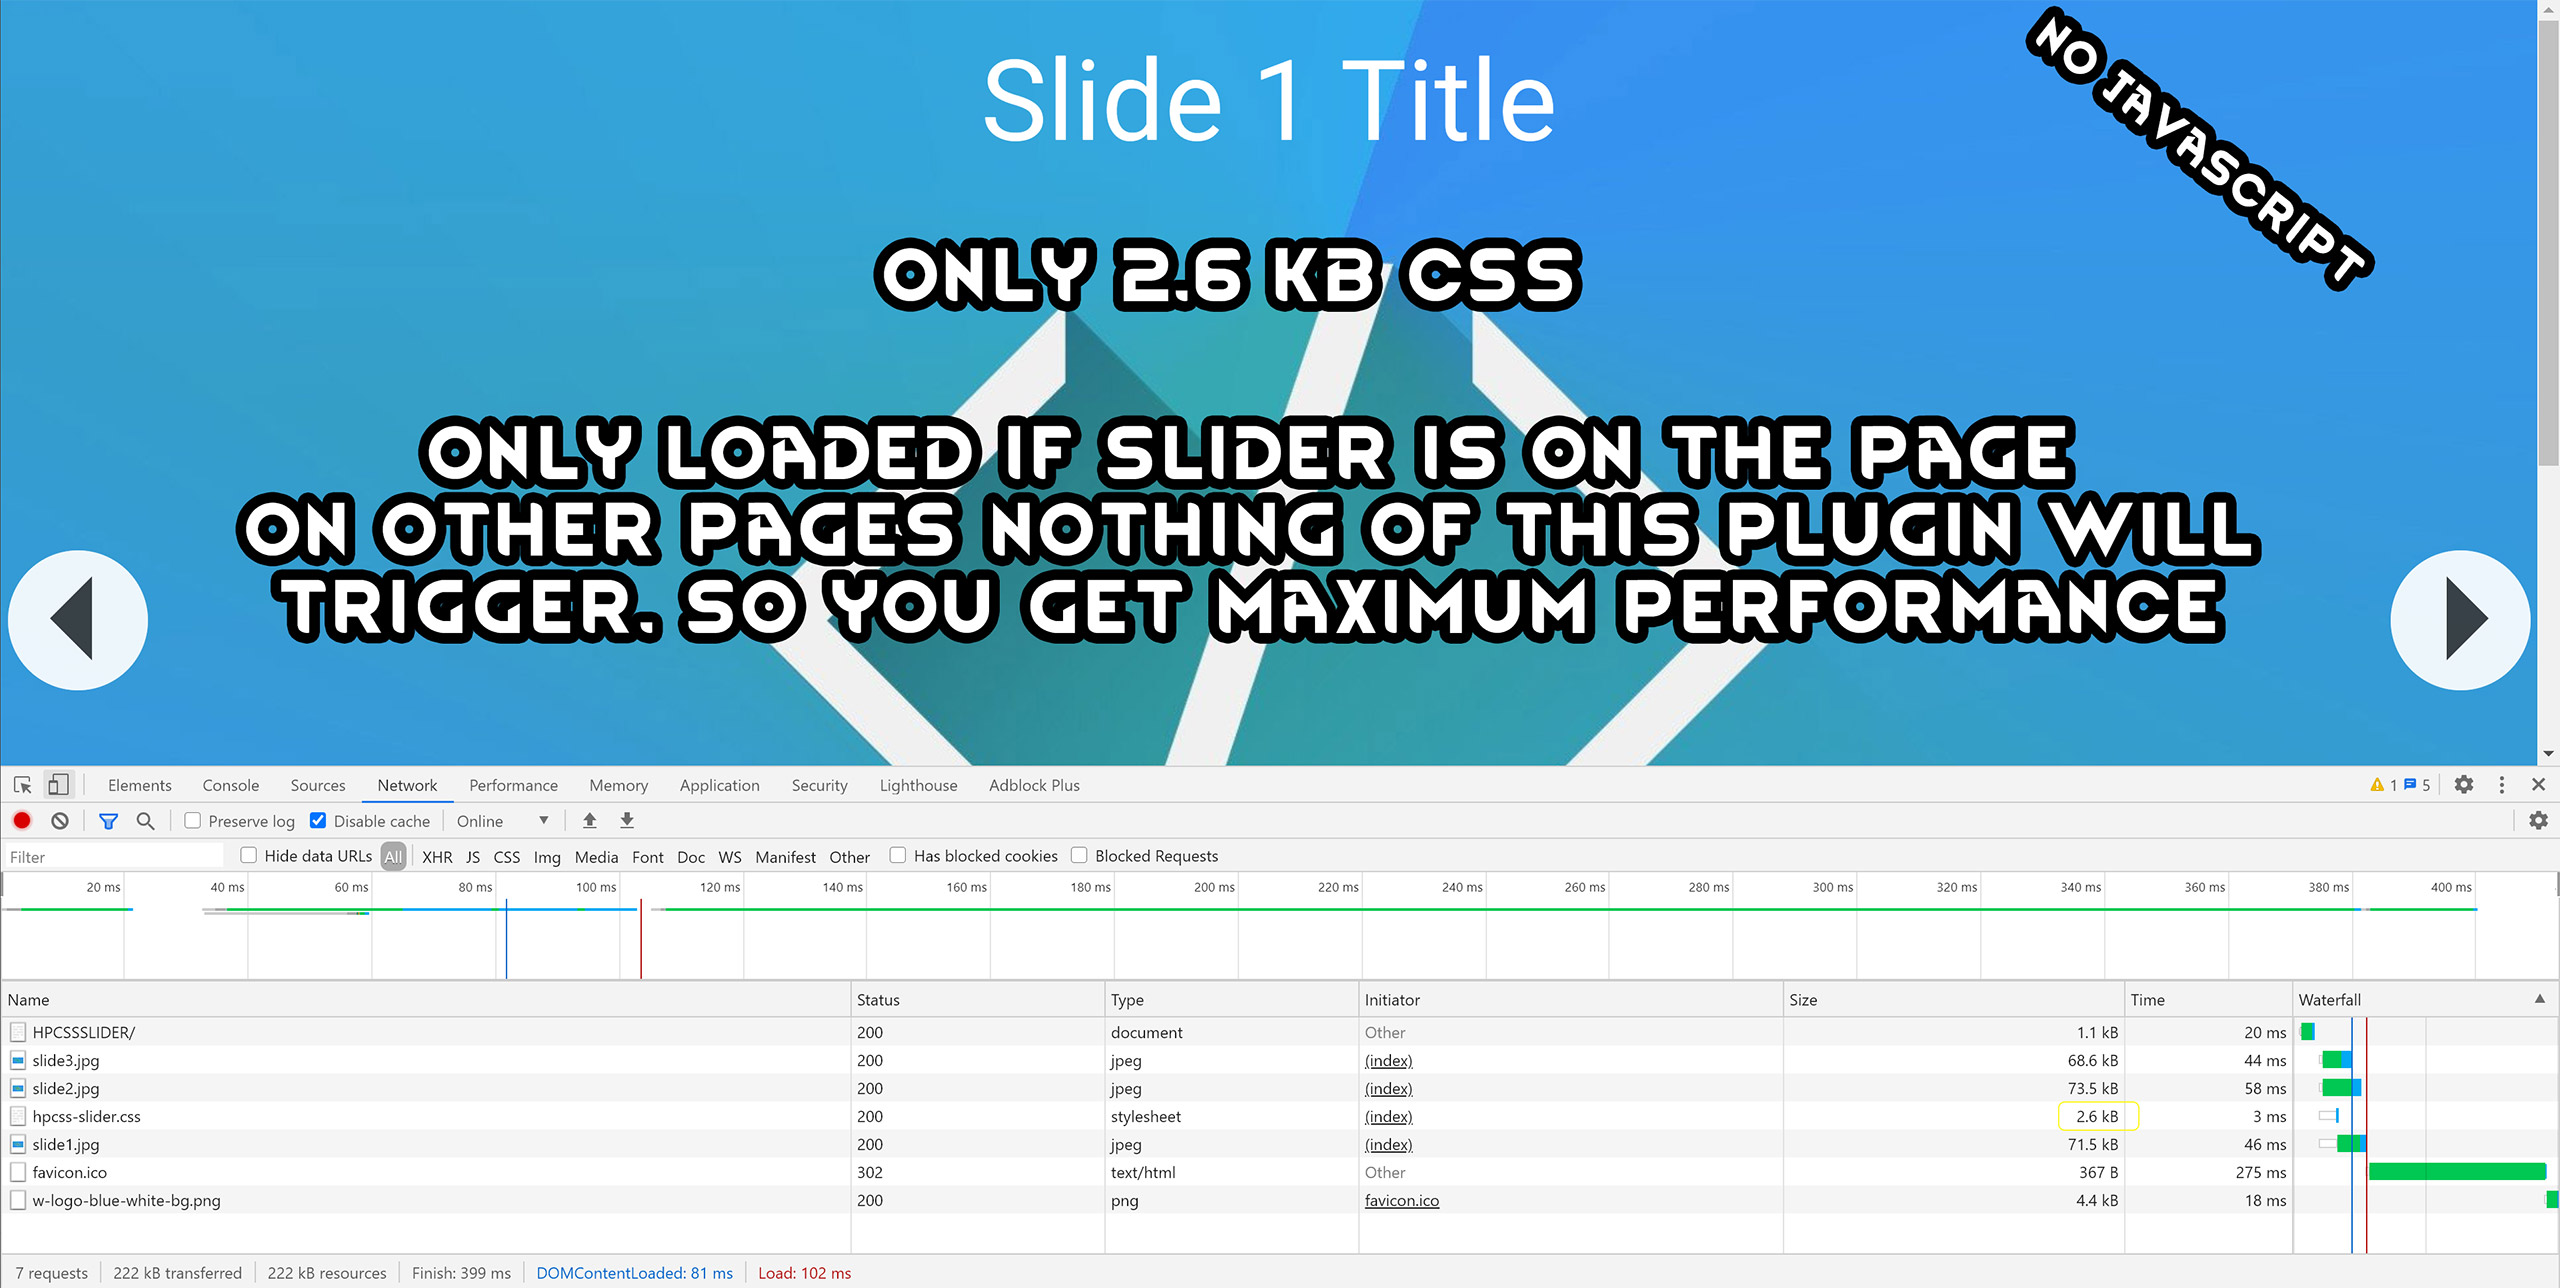 Slide 1 Title
NO JAVASCRIPT
ONLY 2.6 KB CSS
ONLY LOADED IF SLIDER IS ON THE PAGE
ON OTHER PAGES NOTHING OF THIS PLUGIN WILL
TRIGGER. SO YOU GET MAXIMUM PERFORMANCE
Elements Console Sources Network Performance Memory Application Security Lighthouse Adblock Plus 1 5
Preserve log Disable cache Online
Filter Hide data URLs All XHR JS CSS Img Media Font Doc WS Manifest Other Has blocked cookies Blocked Requests
20 ms 40 ms 60 ms 80 ms 100 ms 120 ms 140 ms 160 ms 180 ms 200 ms 220 ms 240 ms 260 ms 280 ms 300 ms 320 ms 340 ms 360 ms 380 ms 400 ms
Name Status Type Initiator Size Time Waterfall
HPCSSSLIDER/ 200 document Other 1.1 kB 20 ms
slide3.jpg 200 jpeg (index) 68.6 kB 44 ms
slide2.jpg 200 jpeg (index) 73.5 kB 58 ms
hpcss-slider.css 200 stylesheet (index) 2.6 kB 3 ms
slide1.jpg 200 jpeg (index) 71.5 kB 46 ms
favicon.ico 302 text/html Other 367 B 275 ms
w-logo-blue-white-bg.png 200 png favicon.ico 4.4 kB 18 ms
7 requests 222 kB transferred 222 kB resources Finish: 399 ms DOMContentLoaded: 81 ms Load: 102 ms